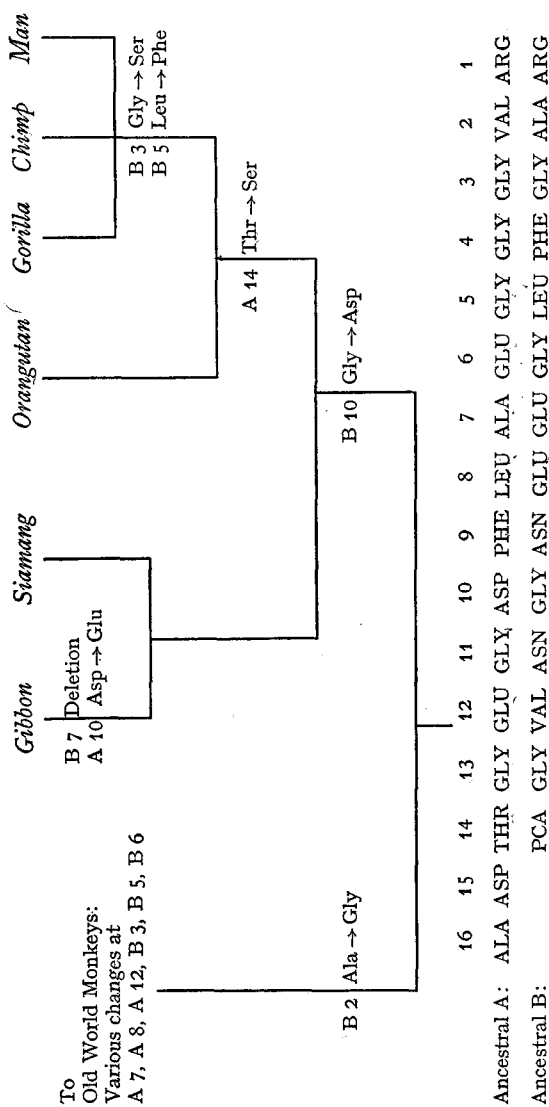 Gibbon
Siamang
Orangutan
Gorilla
Chimp
Man
To
Old World Monkeys:
Various changes at
A 7, A 8, A 12, B 3, B 5, B 6
B 7 Deletion
A 10 Asp → Glu
B 3 Gly → Ser
B 5 Leu → Phe
A 14 Thr → Ser
B 10 Gly → Asp
B 2 Ala → Gly
16 15 14 13 12 11 10 9 8 7 6 5 4 3 2 1
Ancestral A: ALA ASP THR GLY GLU GLY, ASP PHE LEU ALA GLU GLY GLY GLY VAL ARG
Ancestral B: PCA GLY VAL ASN GLY ASN GLU GLU GLY LEU PHE GLY ALA ARG